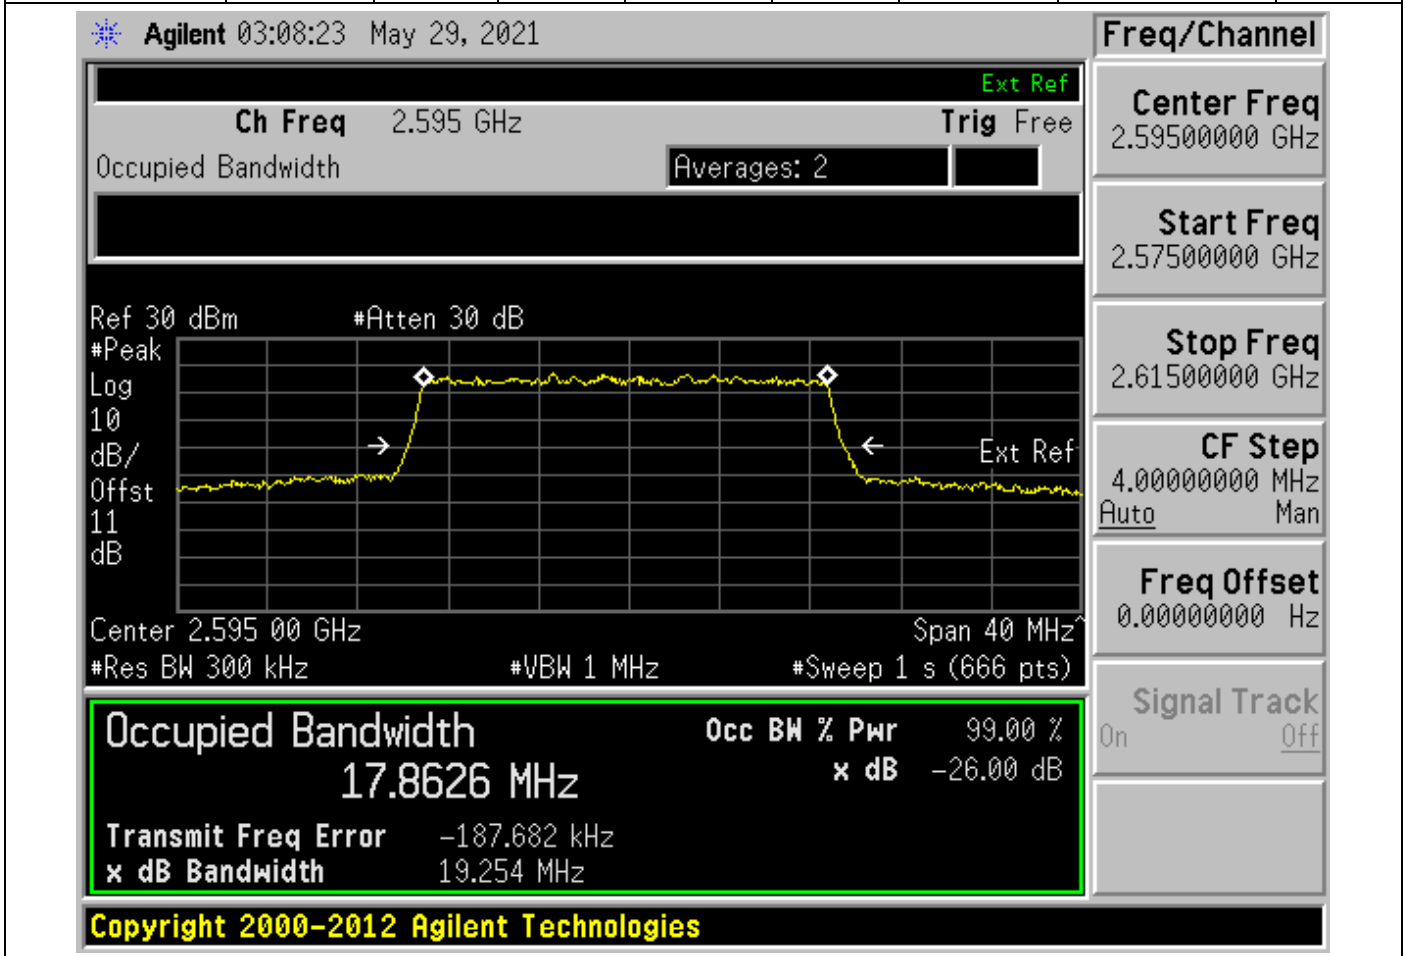 Agilent 03:08:23 May 29, 2021
Freq/Channel
Ext Ref
Ch Freq 2.595 GHz Trig Free
Occupied Bandwidth Averages: 2
Center Freq
2.59500000 GHz
Start Freq
2.57500000 GHz
Stop Freq
2.61500000 GHz
CF Step
4.00000000 MHz
Auto Man
Freq Offset
0.00000000 Hz
Signal Track
On Off
Ref 30 dBm #Atten 30 dB
#Peak
Log
10
dB/
Offst
11
dB
Ext Ref
Center 2.595 00 GHz Span 40 MHz^
#Res BW 300 kHz #VBW 1 MHz #Sweep 1 s (666 pts)
Occupied Bandwidth Occ BW % Pwr 99.00 %
17.8626 MHz x dB -26.00 dB
Transmit Freq Error -187.682 kHz
x dB Bandwidth 19.254 MHz
Copyright 2000-2012 Agilent Technologies